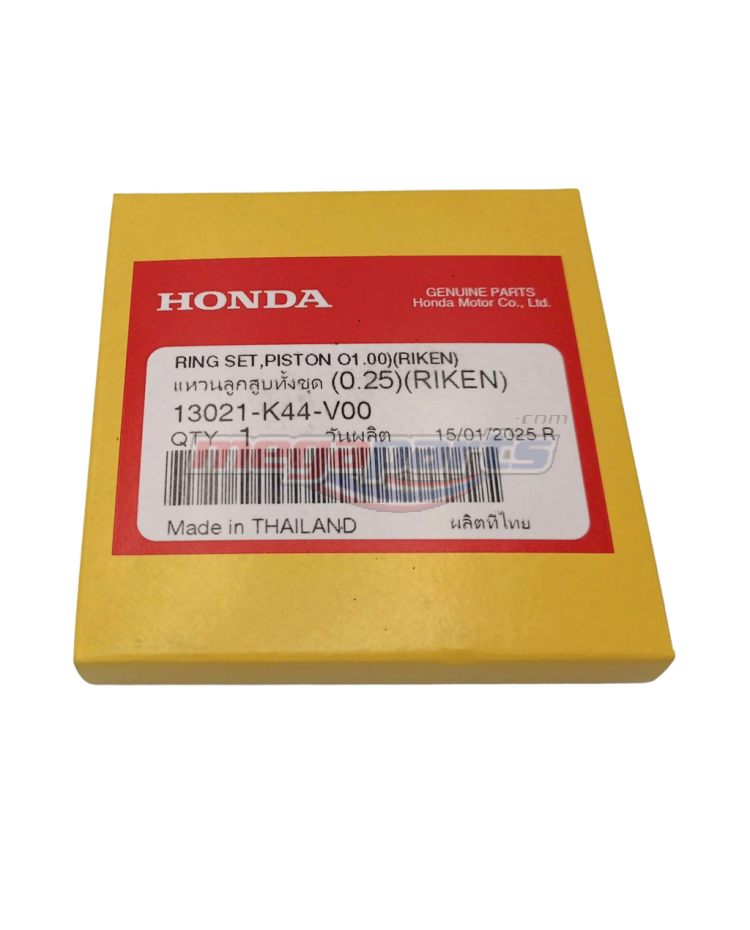 HONDA
GENUINE PARTS
Honda Motor Co., Ltd.
RING SET,PISTON O1.00)(RIKEN)
แหวนลูกสูบทั้งชุด (0.25)(RIKEN)
13021-K44-V00
QTY 1 วันผลิต 15/01/2025 R
megaparts.com
Made in THAILAND ผลิตที่ไทย